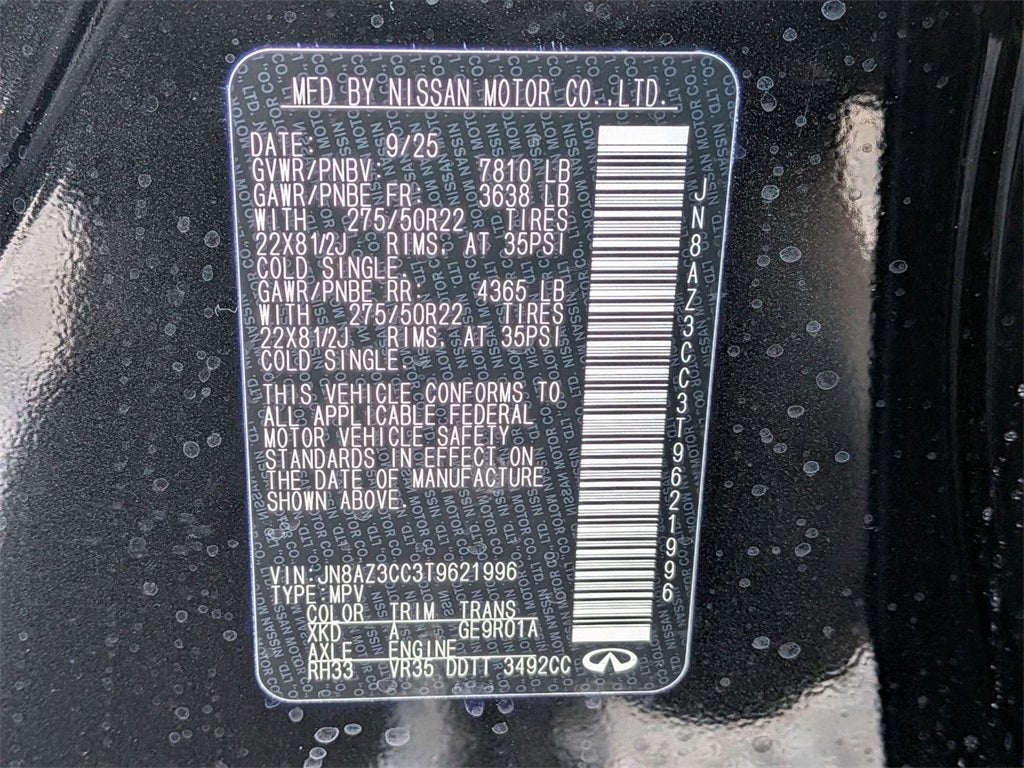 MFD BY NISSAN MOTOR CO.,LTD.
DATE: 9/25
GVWR/PNBV: 7810 LB
GAWR/PNBE FR: 3638 LB
WITH 275/50R22 TIRES
22X81/2J RIMS, AT 35PSI
COLD SINGLE.
GAWR/PNBE RR: 4365 LB
WITH 275/50R22 TIRES
22X81/2J RIMS, AT 35PSI
COLD SINGLE.
THIS VEHICLE CONFORMS TO
ALL APPLICABLE FEDERAL
MOTOR VEHICLE SAFETY
STANDARDS IN EFFECT ON
THE DATE OF MANUFACTURE
SHOWN ABOVE.
VIN:JN8AZ3CC3T9621996
TYPE:MPV
COLOR TRIM TRANS
XKD A GE9R01A
AXLE ENGINE
RH33 VR35 DDTT 3492CC
JN8AZ3CC3T9621996